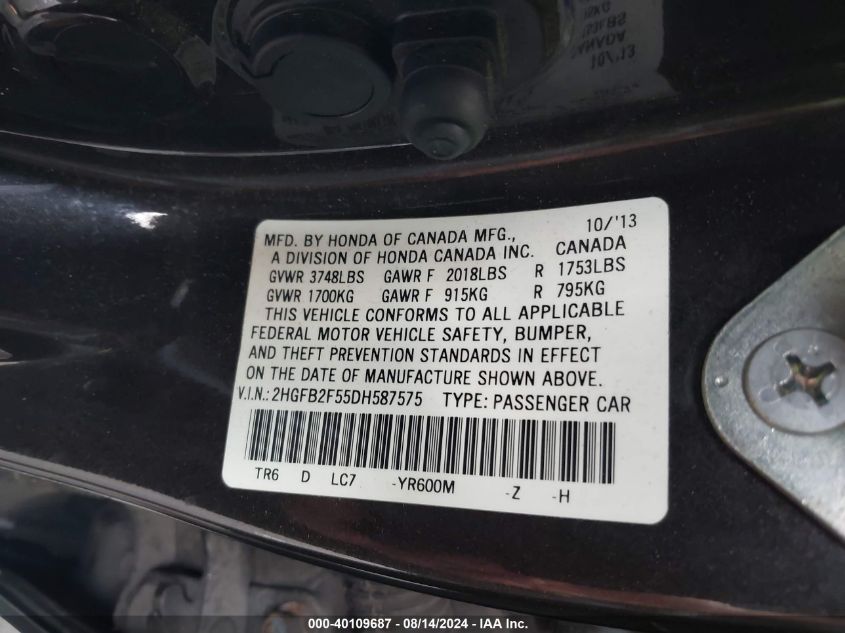 10/'13
MFD. BY HONDA OF CANADA MFG.,
A DIVISION OF HONDA CANADA INC. CANADA
GVWR 3748LBS GAWR F 2018LBS R 1753LBS
GVWR 1700KG GAWR F 915KG R 795KG
THIS VEHICLE CONFORMS TO ALL APPLICABLE
FEDERAL MOTOR VEHICLE SAFETY, BUMPER,
AND THEFT PREVENTION STANDARDS IN EFFECT
ON THE DATE OF MANUFACTURE SHOWN ABOVE.
V.I.N.: 2HGFB2F55DH587575 TYPE: PASSENGER CAR
TR6 D LC7 -YR600M -Z -H
000-40109687 - 08/14/2024 - IAA Inc.